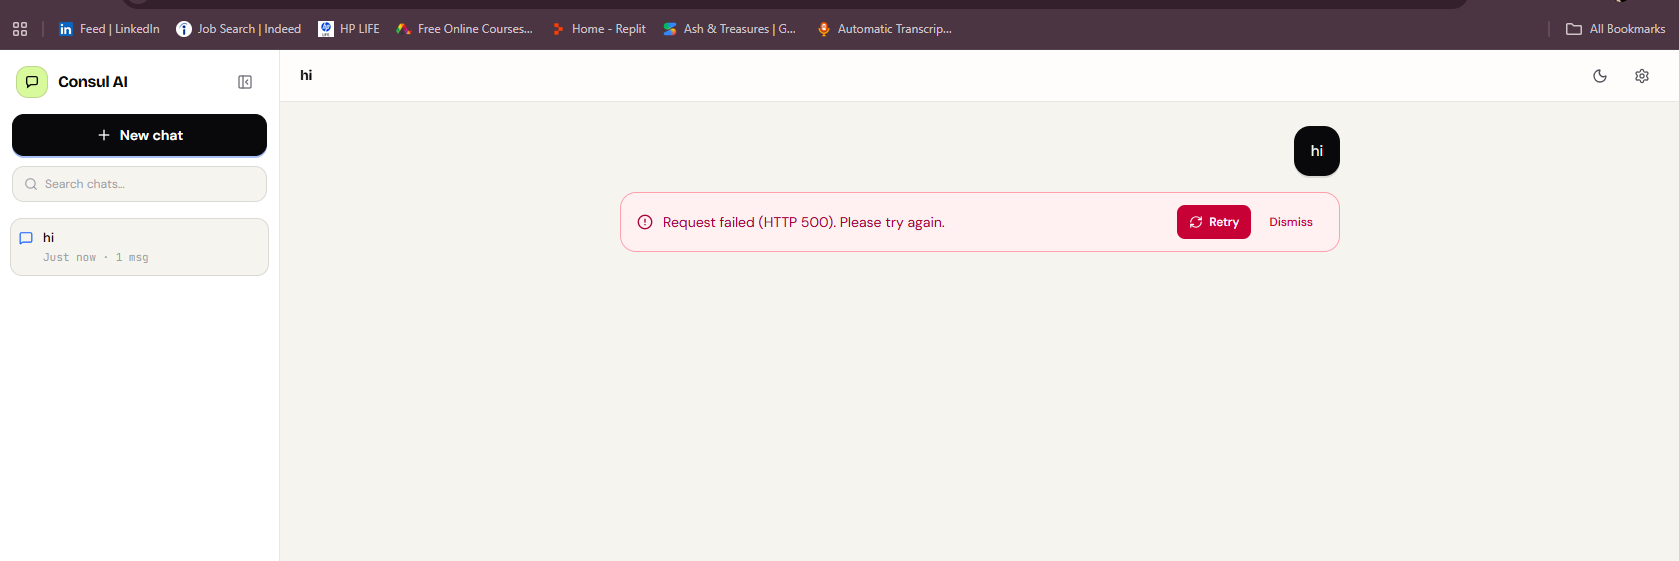 Feed | LinkedIn
Job Search | Indeed
HP LIFE
Free Online Courses...
Home - Replit
Ash & Treasures | G...
Automatic Transcrip...
All Bookmarks
Consul AI
hi
New chat
hi
Search chats...
Request failed (HTTP 500). Please try again.
Retry
Dismiss
hi
Just now · 1 msg